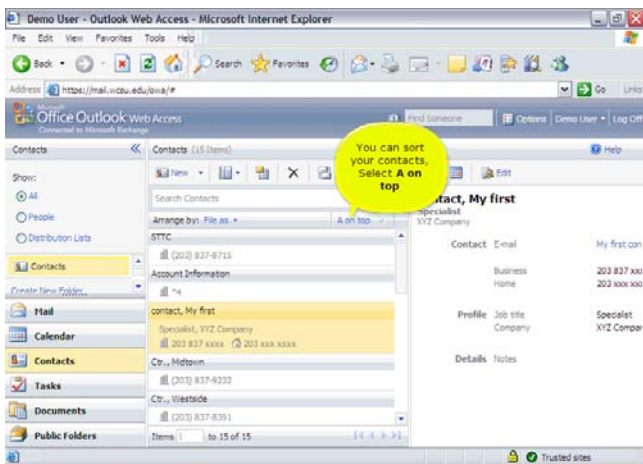 Demo User - Outlook Web Access - Microsoft Internet Explorer
File Edit View Favorites Tools Help
Back Search Favorites
Address https://mail.wcsu.edu/owa/# Go Links
Microsoft
Office Outlook Web Access
Connected to Microsoft Exchange
Find Someone Options Demo User Log Off
Contacts Contacts (15 Items) Help
You can sort
your contacts,
Select A on
top
Show:
All
People
Distribution Lists
Contacts
Create New Folder...
Mail
Calendar
Contacts
Tasks
Documents
Public Folders
New
Search Contacts
Arrange by: File as A on top
STTC
(203) 837-8715
Account Information
^4
contact, My first
Specialist, XYZ Company
203 837 xxxx 203 xxx xxxx
Ctr., Midtown
(203) 837-9232
Ctr., Westside
(203) 837-8391
Items 1 to 15 of 15
Edit
tact, My first
Specialist
XYZ Company
Contact E-mail My first con
Business 203 837 xxx
Home 203 xxx xxx
Profile Job title Specialist
Company XYZ Compan
Details Notes
Trusted sites